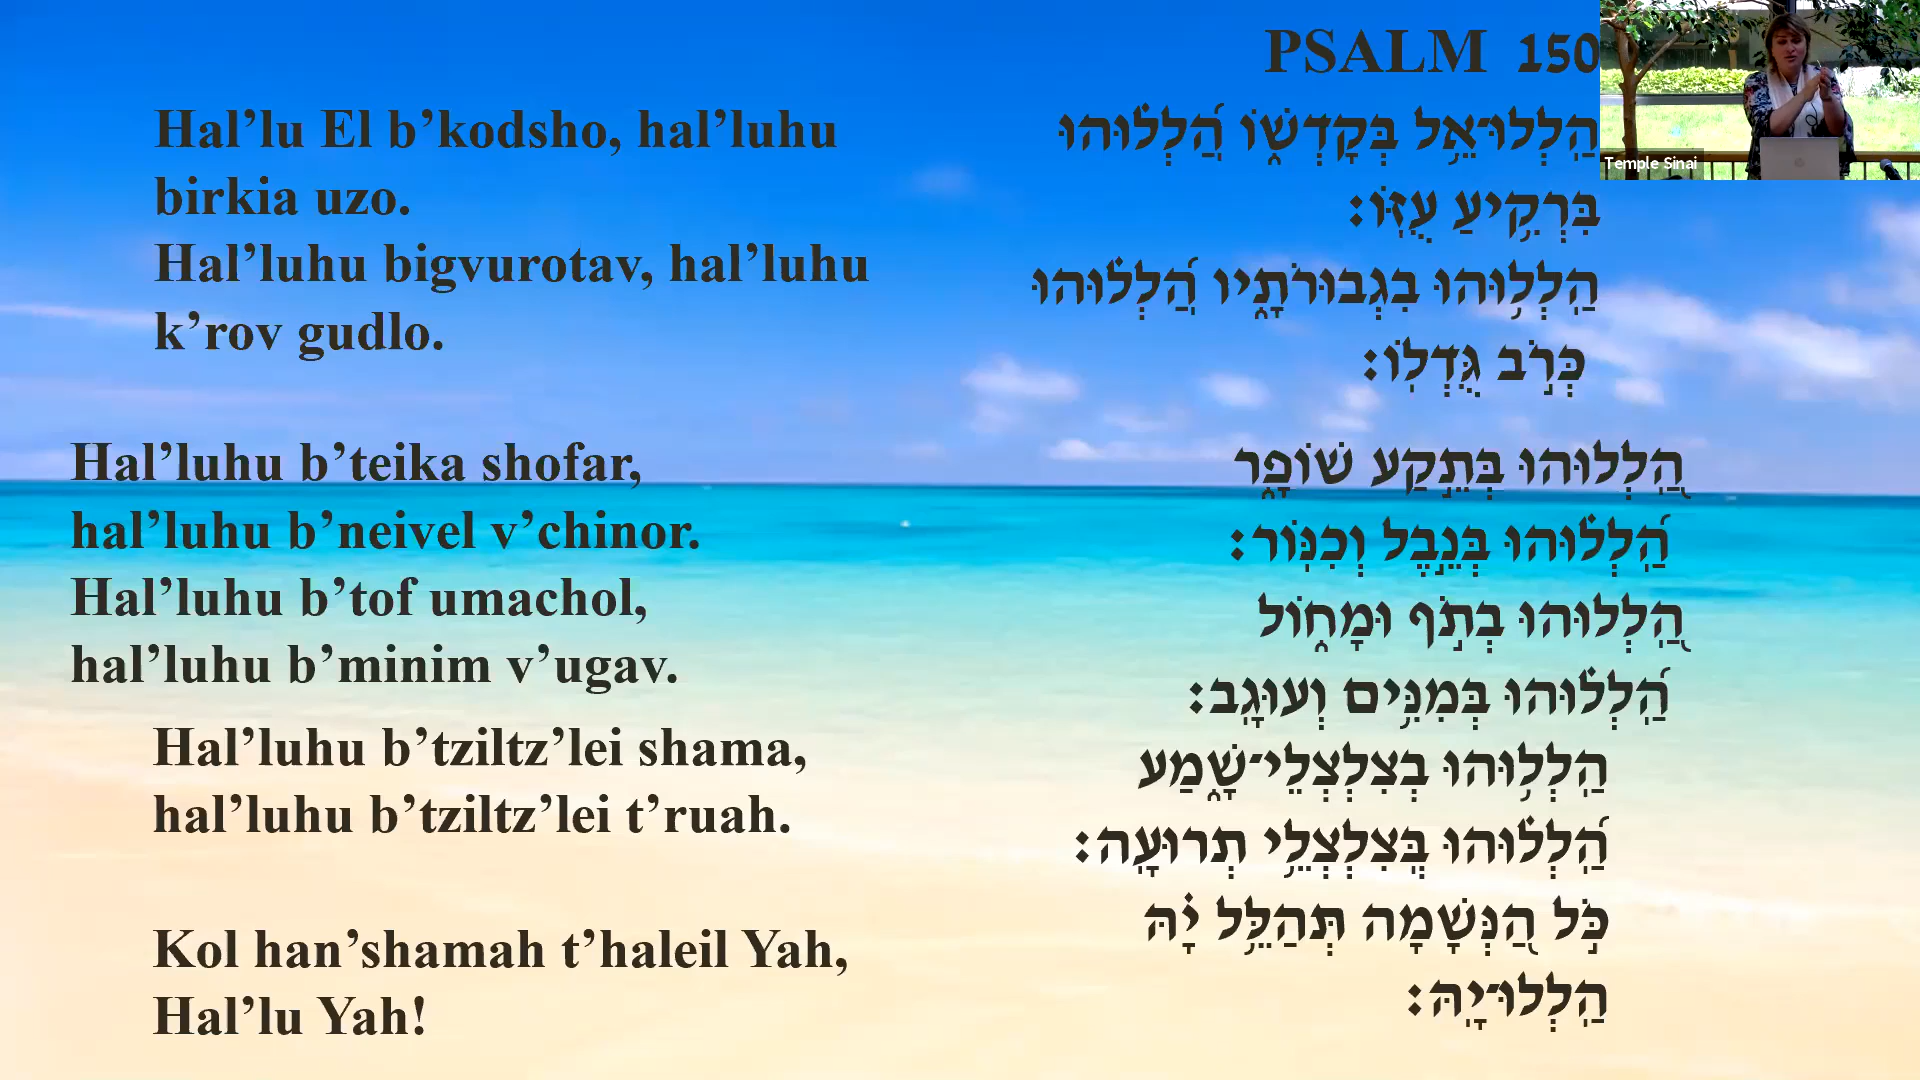 PSALM 150
Hal’lu El b’kodsho, hal’luhu
birkia uzo.
Hal’luhu bigvurotav, hal’luhu
k’rov gudlo.
Hal’luhu b’teika shofar,
hal’luhu b’neivel v’chinor.
Hal’luhu b’tof umachol,
hal’luhu b’minim v’ugav.
Hal’luhu b’tziltz’lei shama,
hal’luhu b’tziltz’lei t’ruah.
Kol han’shamah t’haleil Yah,
Hal’lu Yah!
הַֽלְלוּ־אֵ֥ל בְּקָדְשׁ֑וֹ הַֽ֝לְל֗וּהוּ
בִּרְקִ֥יעַ עֻזּֽוֹ׃
הַֽלְל֥וּהוּ בִגְבוּרֹתָ֑יו הַ֝לְל֗וּהוּ
כְּרֹ֣ב גֻּדְלֽוֹ׃
הַֽ֭לְלוּהוּ בְּתֵ֣קַע שׁוֹפָ֑ר
הַֽ֝לְל֗וּהוּ בְּנֵ֣בֶל וְכִנּֽוֹר׃
הַֽ֭לְלוּהוּ בְתֹ֣ף וּמָח֑וֹל
הַֽ֝לְל֗וּהוּ בְּמִנִּ֥ים וְעוּגָֽב׃
הַֽלְל֥וּהוּ בְצִלְצְלֵי־שָׁ֑מַע
הַֽ֝לְל֗וּהוּ בְּֽצִלְצְלֵ֥י תְרוּעָֽה׃
כֹּ֣ל הַ֭נְּשָׁמָה תְּהַלֵּ֥ל יָ֗הּ
הַֽלְלוּ־יָֽהּ׃
Temple Sinai